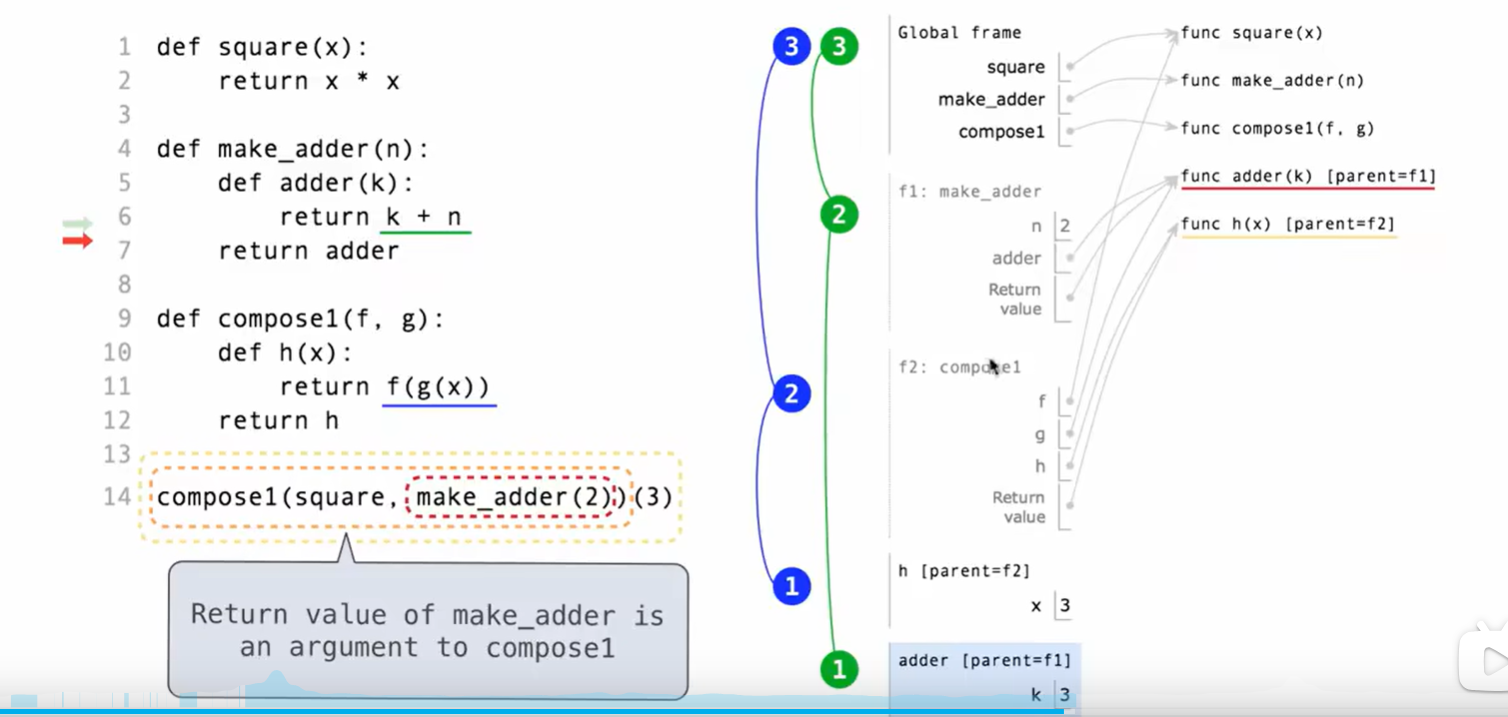 1 def square(x):
2 return x * x
3
4 def make_adder(n):
5 def adder(k):
6 return k + n
7 return adder
8
9 def compose1(f, g):
10 def h(x):
11 return f(g(x))
12 return h
13
14 compose1(square, make_adder(2))(3)
Return value of make_adder is
an argument to compose1
3 3
2
2
1
1
Global frame
square
make_adder
compose1
f1: make_adder
n 2
adder
Return
value
f2: compose1
f
g
h
Return
value
h [parent=f2]
x 3
adder [parent=f1]
k 3
func square(x)
func make_adder(n)
func compose1(f, g)
func adder(k) [parent=f1]
func h(x) [parent=f2]